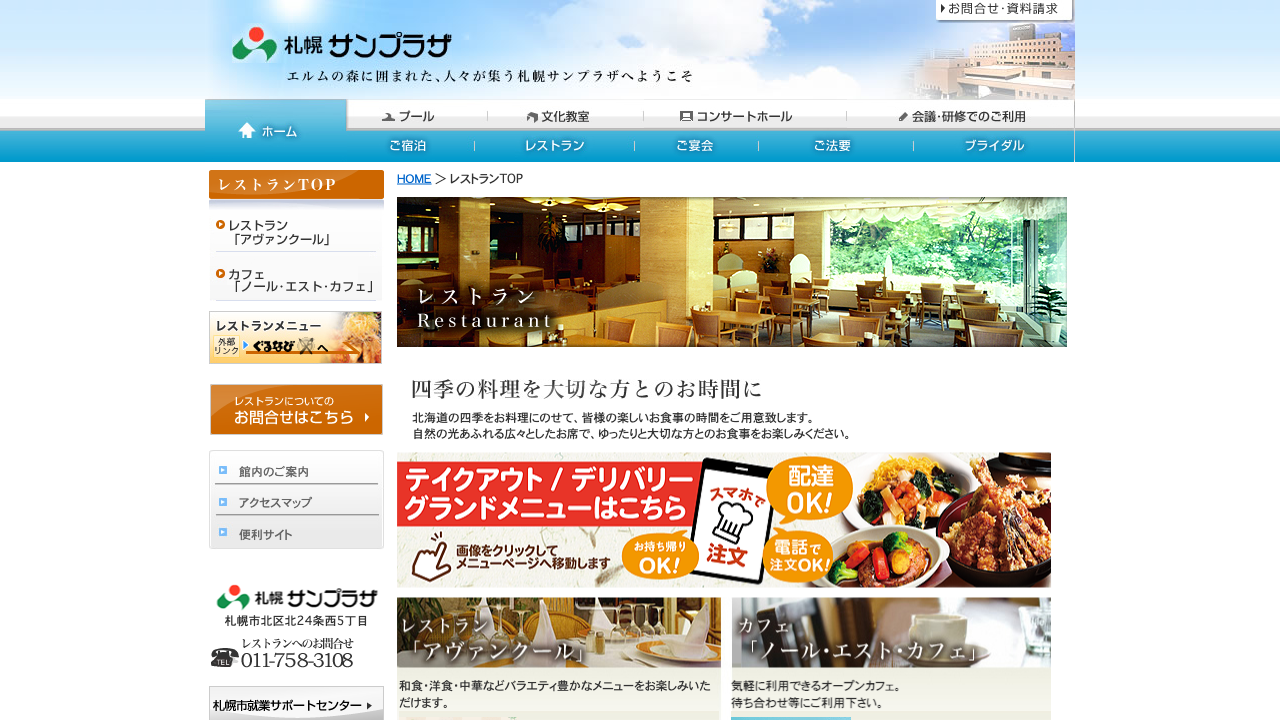 お問合せ・資料請求
札幌 サンプラザ
エルムの森に囲まれた、人々が集う札幌サンプラザへようこそ
ホーム
プール
文化教室
コンサートホール
会議・研修でのご利用
ご宿泊
レストラン
ご宴会
ご法要
ブライダル
レストランTOP
レストラン
「アヴァンクール」
カフェ
「ノール・エスト・カフェ」
レストランメニュー
外部リンク
ぐるなび へ
レストランについての
お問合せはこちら
館内のご案内
アクセスマップ
便利サイト
札幌 サンプラザ
札幌市北区北24条西5丁目
レストランへのお問合せ
TEL 011-758-3108
札幌市就業サポートセンター
HOME ＞ レストランTOP
レストラン
Restaurant
四季の料理を大切な方とのお時間に
北海道の四季をお料理にのせて、皆様の楽しいお食事の時間をご用意致します。
自然の光あふれる広々としたお席で、ゆったりと大切な方とのお食事をお楽しみください。
テイクアウト / デリバリー
グランドメニューはこちら
画像をクリックして
メニューページへ移動します
スマホで
注文
配達
OK!
お持ち帰り
OK!
電話で
注文OK!
レストラン
「アヴァンクール」
和食・洋食・中華などバラエティ豊かなメニューをお楽しみいた
だけます。
カフェ
「ノール・エスト・カフェ」
気軽に利用できるオープンカフェ。
待ち合わせ等にご利用下さい。